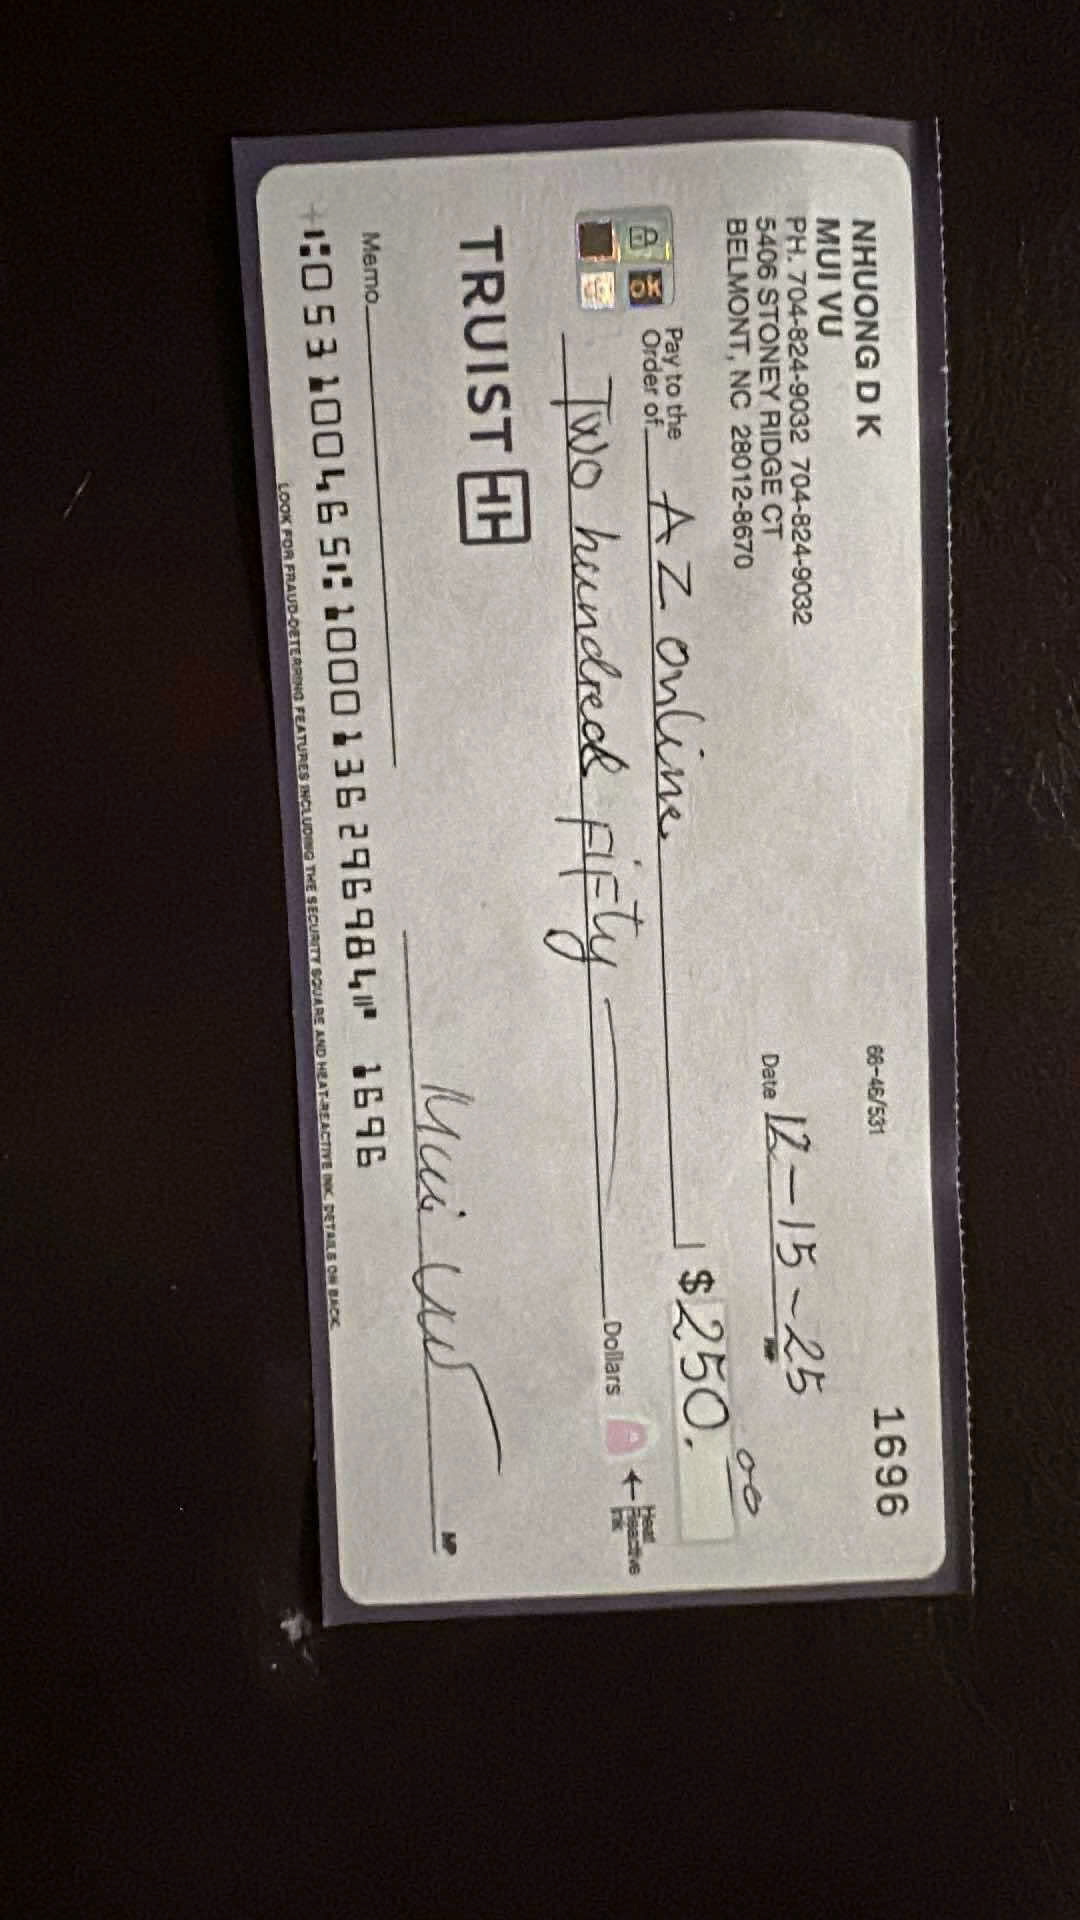 NHUONG D K
MUI VU
PH. 704-824-9032 704-824-9032
5406 STONEY RIDGE CT
BELMONT, NC 28012-8670
66-46/531
1696
Date 12-15-25
Pay to the
Order of AZ online
$250.00
Two hundred Fifty Dollars
Heat
Reactive
Ink
TRUIST
Memo
Mui Vu
MP
⑆053100465⑆1000136296984⑈ 1696
LOOK FOR FRAUD-DETERRING FEATURES INCLUDING THE SECURITY SQUARE AND HEAT-REACTIVE INK. DETAILS ON BACK.